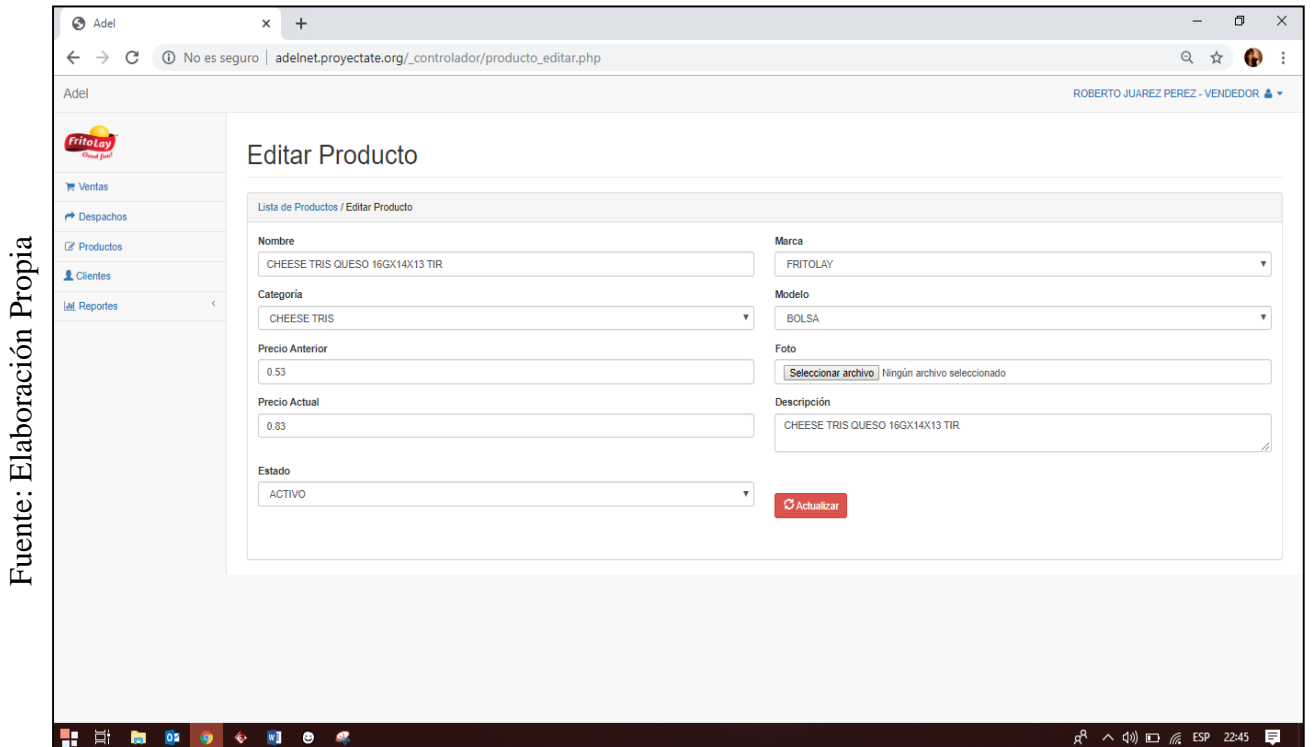 Adel
No es seguro | adelnet.proyectate.org/_controlador/producto_editar.php
Adel
ROBERTO JUAREZ PEREZ - VENDEDOR
FritoLay
Good fun!
Ventas
Despachos
Productos
Clientes
Reportes
Editar Producto
Lista de Productos / Editar Producto
Nombre
CHEESE TRIS QUESO 16GX14X13 TIR
Marca
FRITOLAY
Categoría
CHEESE TRIS
Modelo
BOLSA
Precio Anterior
0.53
Foto
Seleccionar archivo Ningún archivo seleccionado
Precio Actual
0.83
Descripción
CHEESE TRIS QUESO 16GX14X13 TIR
Estado
ACTIVO
Actualizar
ESP 22:45
Fuente: Elaboración Propia